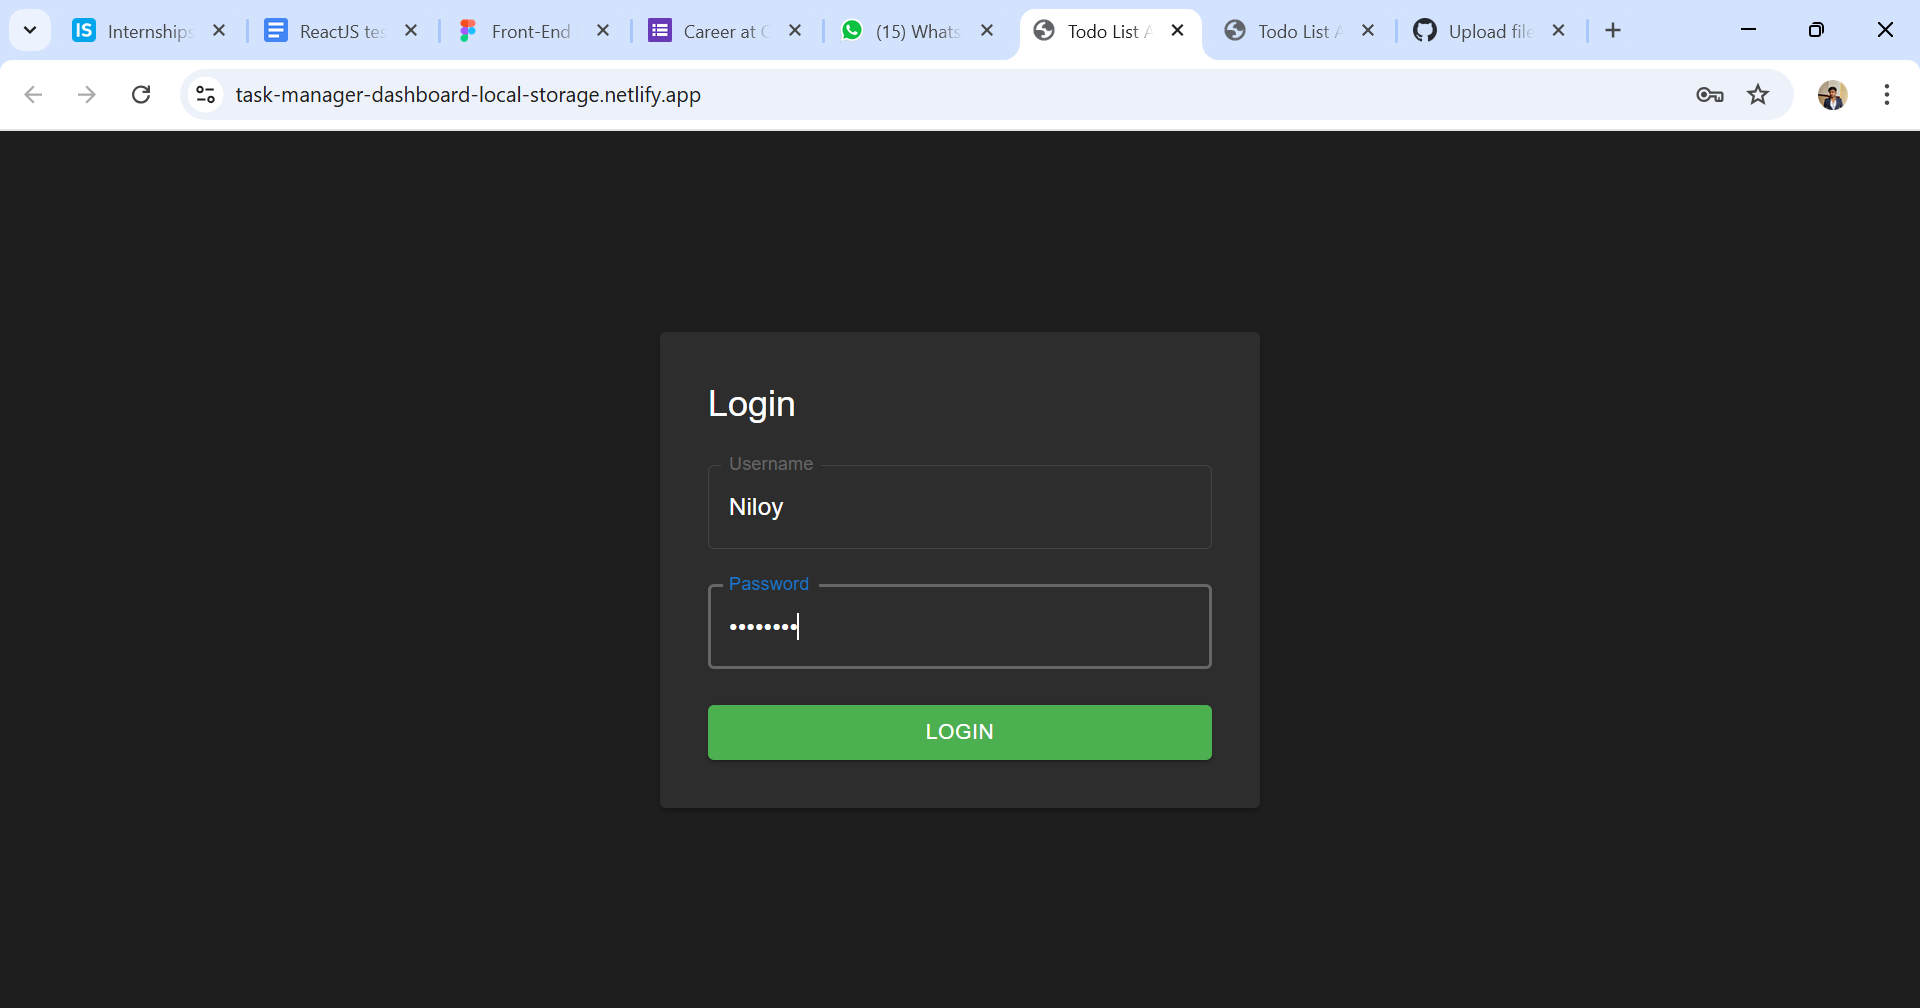 IS Internships
ReactJS tes
Front-End
Career at C
(15) Whats
Todo List A
Todo List A
Upload file
task-manager-dashboard-local-storage.netlify.app
Login
Username
Niloy
Password
••••••••
LOGIN